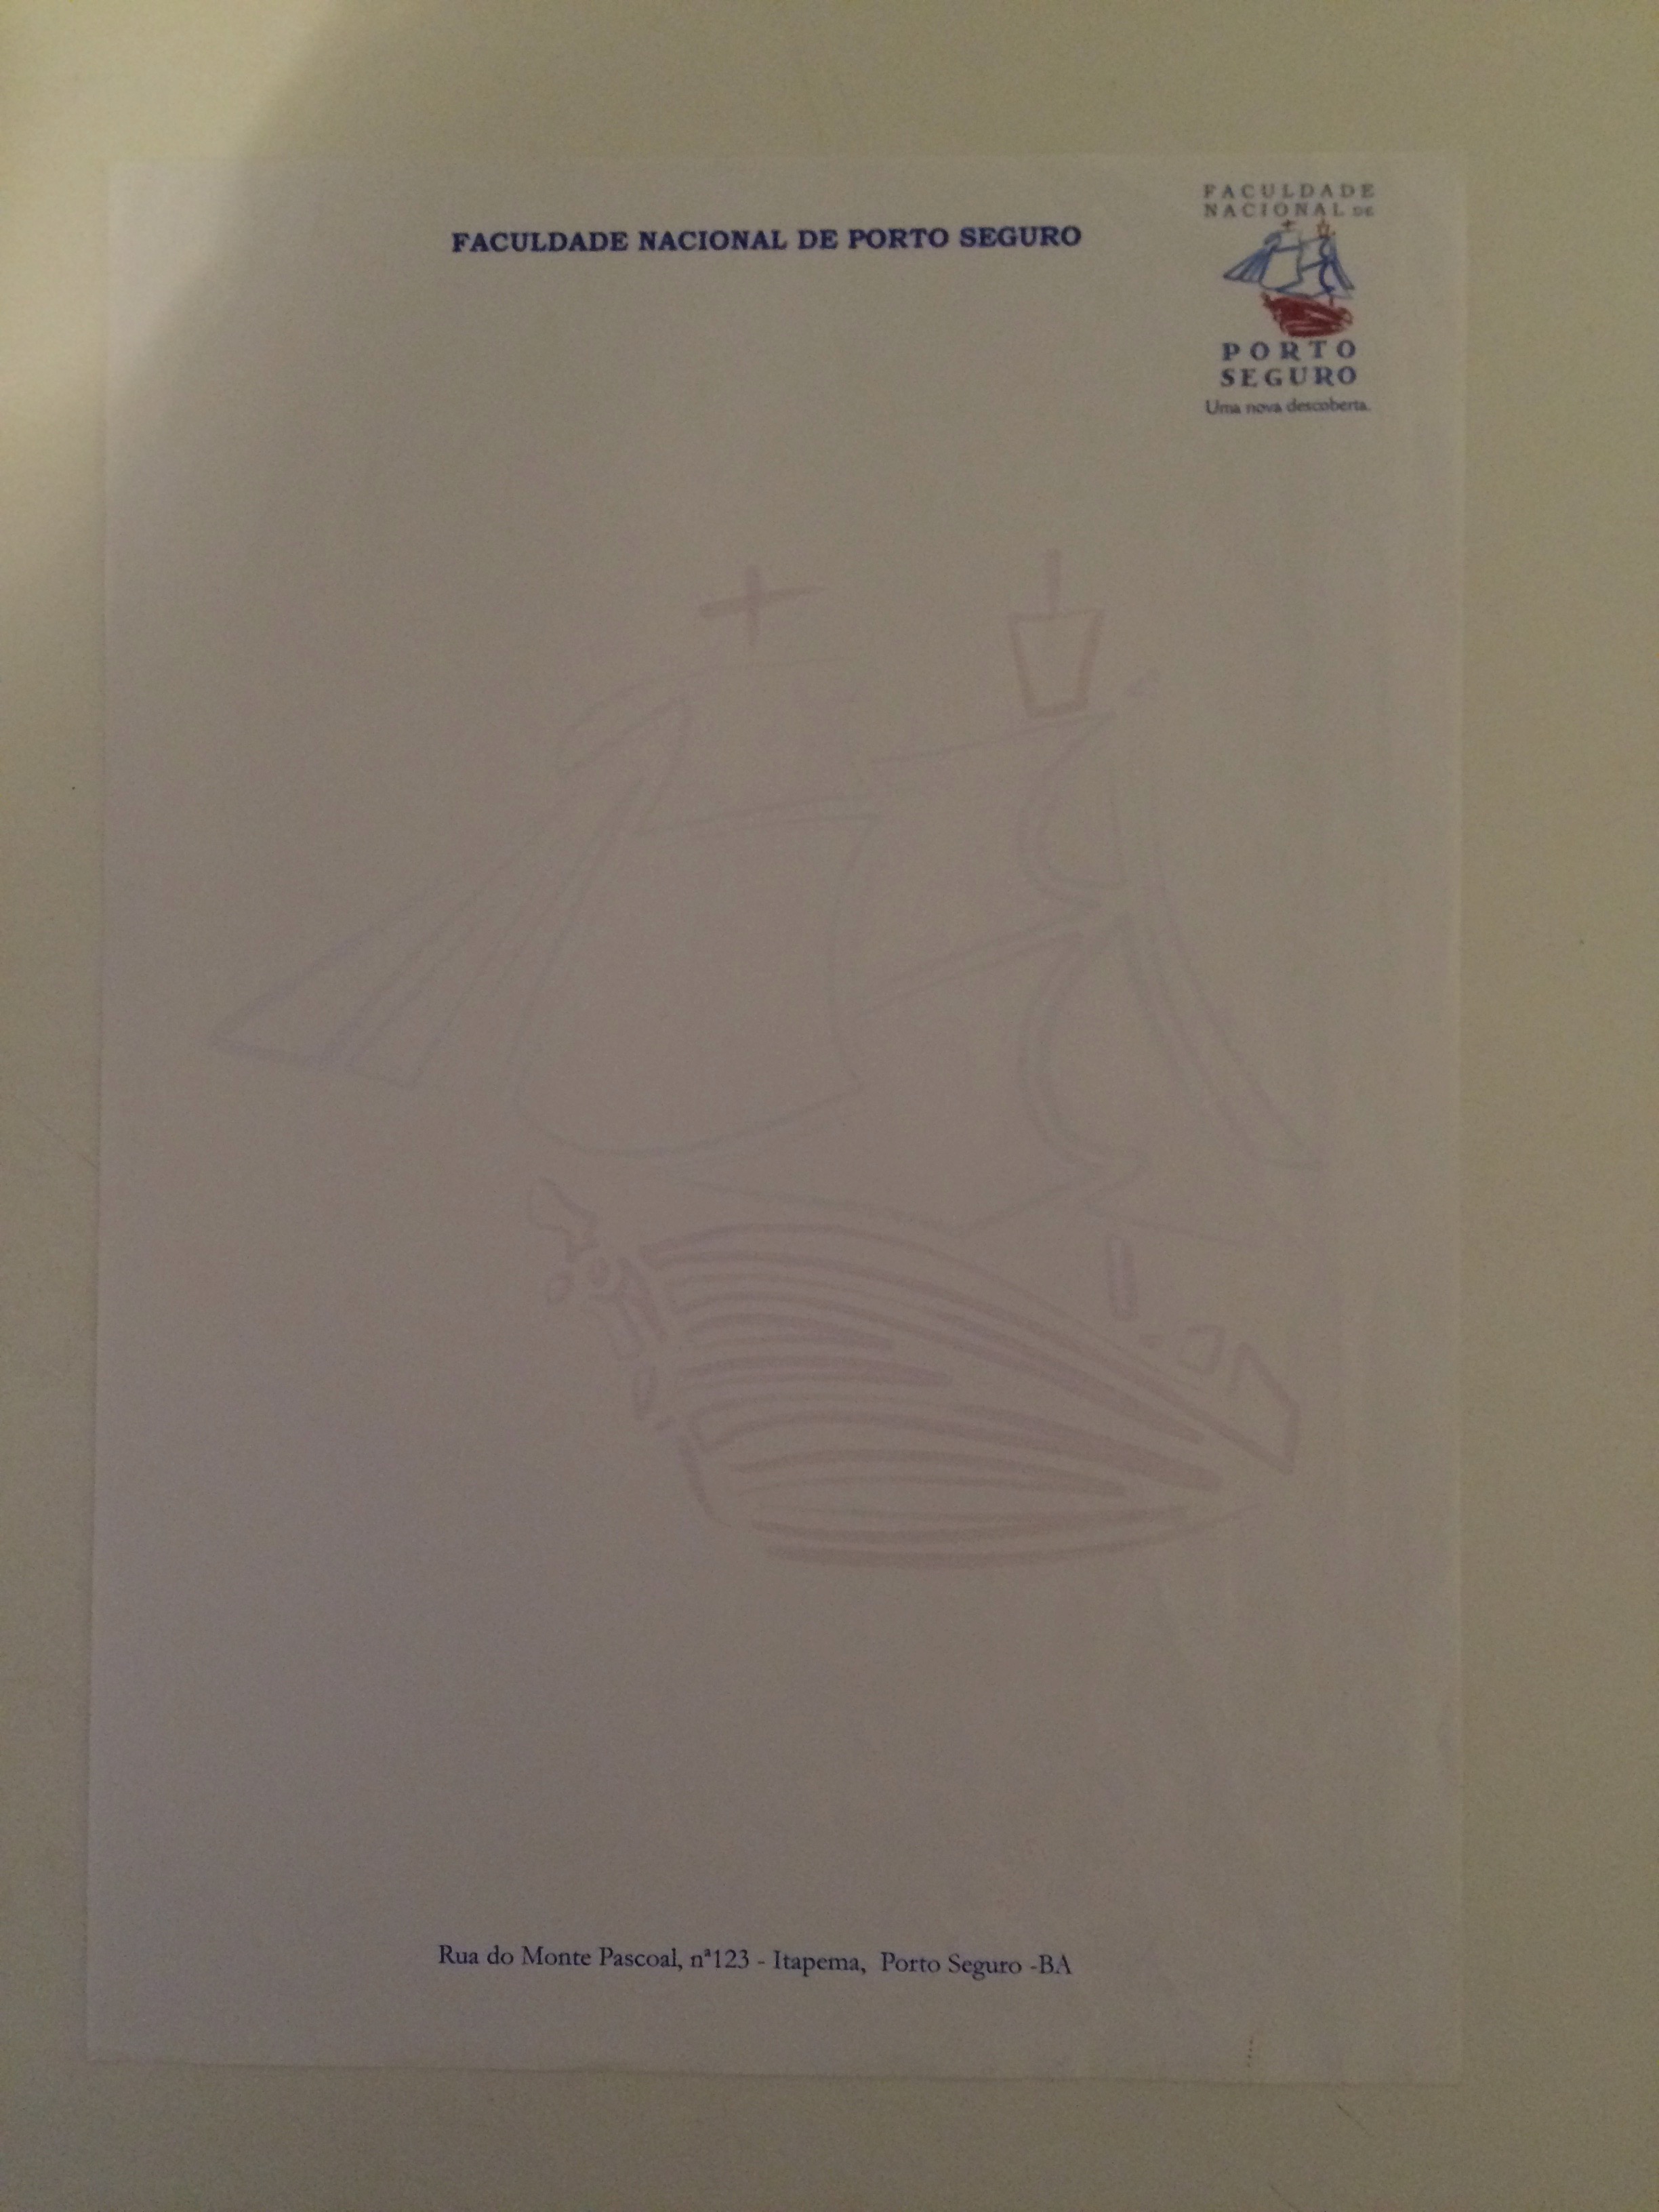 FACULDADE NACIONAL DE PORTO SEGURO
FACULDADE
NACIONAL DE
PORTO
SEGURO
Uma nova descoberta.
Rua do Monte Pascoal, nª123 - Itapema, Porto Seguro -BA